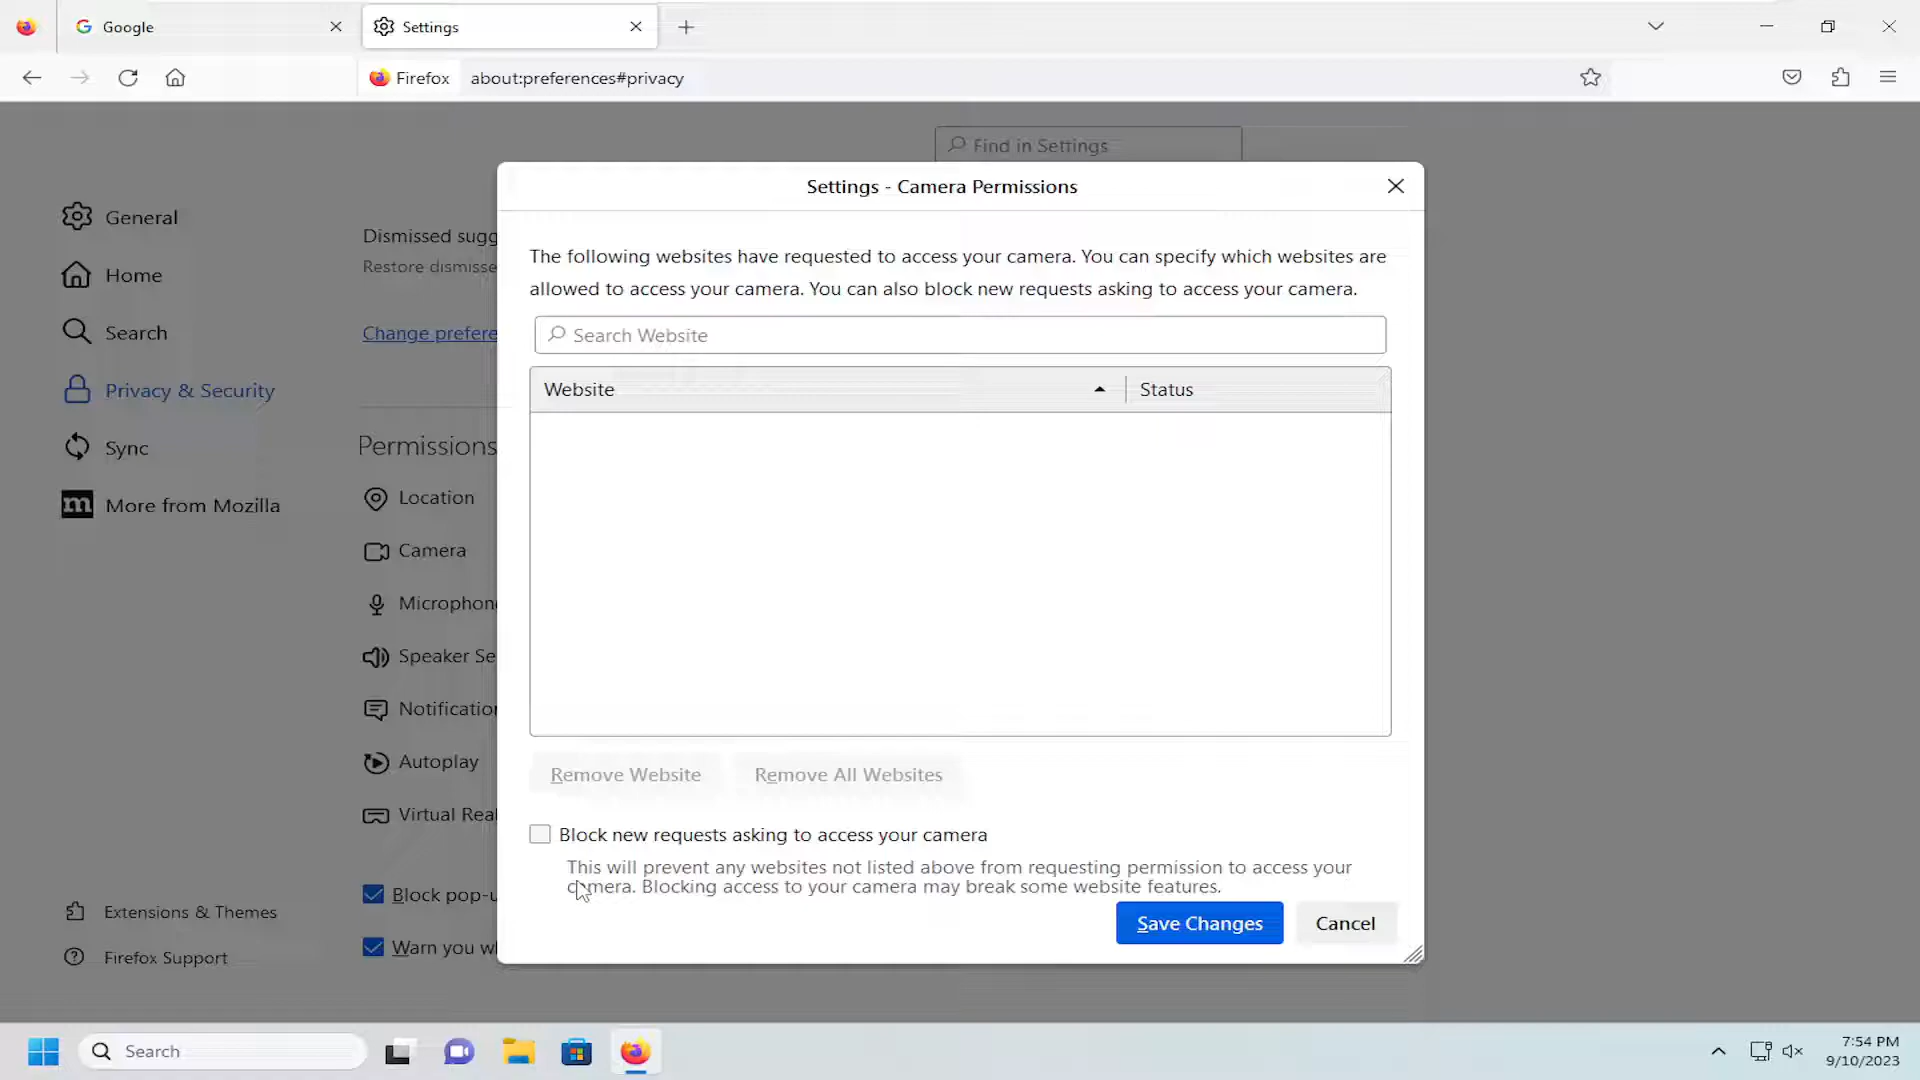 Google
Settings
Firefox
about:preferences#privacy
Find in Settings
General
Home
Search
Privacy & Security
Sync
More from Mozilla
Extensions & Themes
Firefox Support
Dismissed sugg
Restore dismisse
Change prefere
Permissions
Location
Camera
Microphon
Speaker Se
Notification
Autoplay
Virtual Real
Block pop-u
Warn you wh
Settings - Camera Permissions
The following websites have requested to access your camera. You can specify which websites are
allowed to access your camera. You can also block new requests asking to access your camera.
Search Website
Website
Status
Remove Website
Remove All Websites
Block new requests asking to access your camera
This will prevent any websites not listed above from requesting permission to access your
camera. Blocking access to your camera may break some website features.
Save Changes
Cancel
Search
7:54 PM
9/10/2023